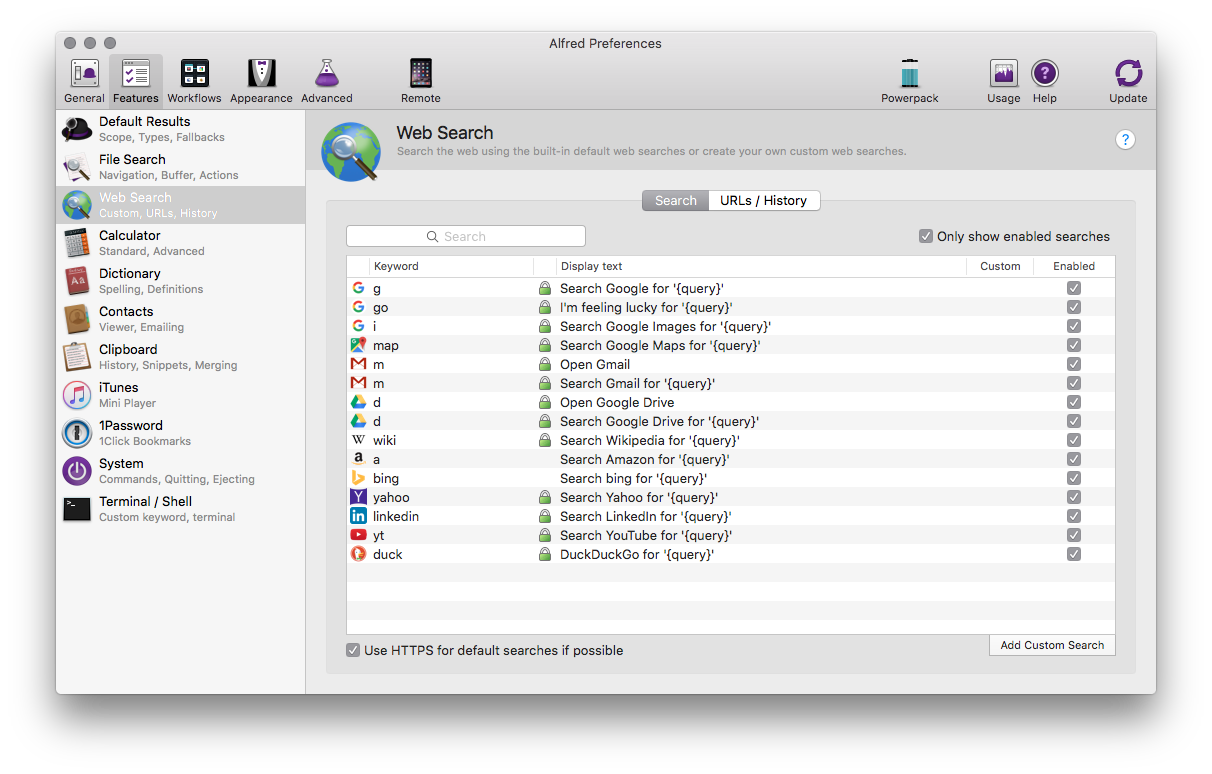 Alfred Preferences
General
Features
Workflows
Appearance
Advanced
Remote
Powerpack
Usage
Help
Update
Default Results
Scope, Types, Fallbacks
File Search
Navigation, Buffer, Actions
Web Search
Custom, URLs, History
Calculator
Standard, Advanced
Dictionary
Spelling, Definitions
Contacts
Viewer, Emailing
Clipboard
History, Snippets, Merging
iTunes
Mini Player
1Password
1Click Bookmarks
System
Commands, Quitting, Ejecting
Terminal / Shell
Custom keyword, terminal
Web Search
Search the web using the built-in default web searches or create your own custom web searches.
?
Search URLs / History
Search
Only show enabled searches
Keyword Display text Custom Enabled
g Search Google for '{query}'
go I'm feeling lucky for '{query}'
i Search Google Images for '{query}'
map Search Google Maps for '{query}'
m Open Gmail
m Search Gmail for '{query}'
d Open Google Drive
d Search Google Drive for '{query}'
wiki Search Wikipedia for '{query}'
a Search Amazon for '{query}'
bing Search bing for '{query}'
yahoo Search Yahoo for '{query}'
linkedin Search LinkedIn for '{query}'
yt Search YouTube for '{query}'
duck DuckDuckGo for '{query}'
Use HTTPS for default searches if possible
Add Custom Search